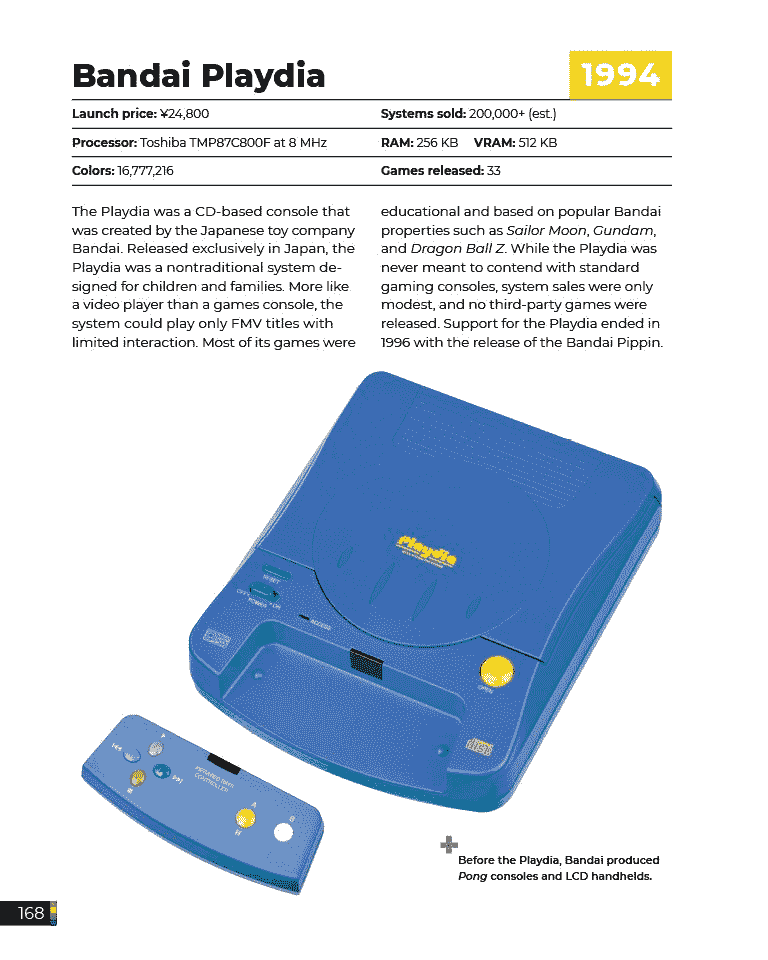 Bandai Playdia
1994
Launch price: ¥24,800
Systems sold: 200,000+ (est.)
Processor: Toshiba TMP87C800F at 8 MHz
RAM: 256 KB VRAM: 512 KB
Colors: 16,777,216
Games released: 33
The Playdia was a CD-based console that
was created by the Japanese toy company
Bandai. Released exclusively in Japan, the
Playdia was a nontraditional system de-
signed for children and families. More like
a video player than a games console, the
system could play only FMV titles with
limited interaction. Most of its games were
educational and based on popular Bandai
properties such as Sailor Moon, Gundam,
and Dragon Ball Z. While the Playdia was
never meant to contend with standard
gaming consoles, system sales were only
modest, and no third-party games were
released. Support for the Playdia ended in
1996 with the release of the Bandai Pippin.
Playdia
RESET
OFF
ON
POWER
ACCESS
OPEN
disc
CONTROLLER
A
B
Before the Playdia, Bandai produced
Pong consoles and LCD handhelds.
168